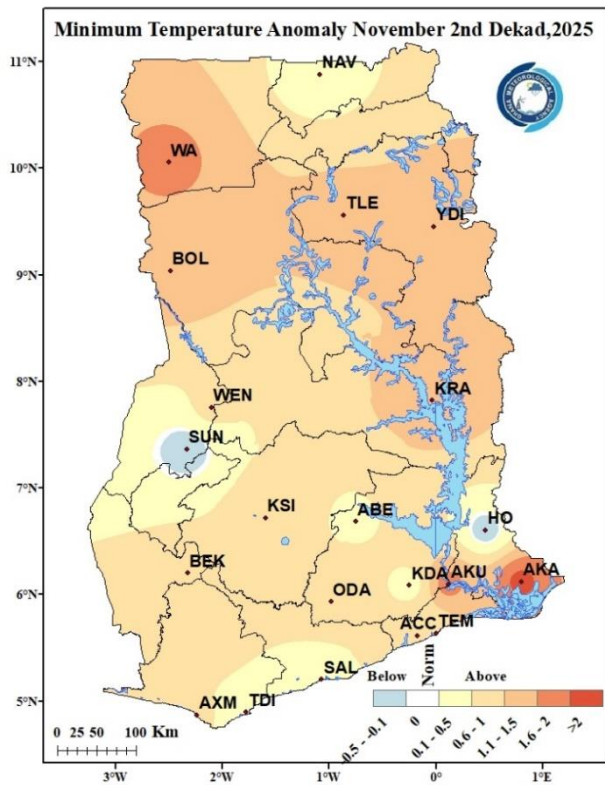 Minimum Temperature Anomaly November 2nd Dekad,2025
11°N
NAV
GHANA METEOROLOGICAL AGENCY
WA
10°N
TLE
YDI
BOL
9°N
8°N
WEN
KRA
SUN
7°N
KSI
ABE
HO
BEK
KDA
AKU
AKA
6°N
ODA
ACC
TEM
SAL
Below
Norm
Above
5°N
AXM
TDI
-0.5 - -0.1
0
0.1 - 0.5
0.6 - 1
1.1 - 1.5
1.6 - 2
>2
0 25 50 100 Km
3°W 2°W 1°W 0° 1°E